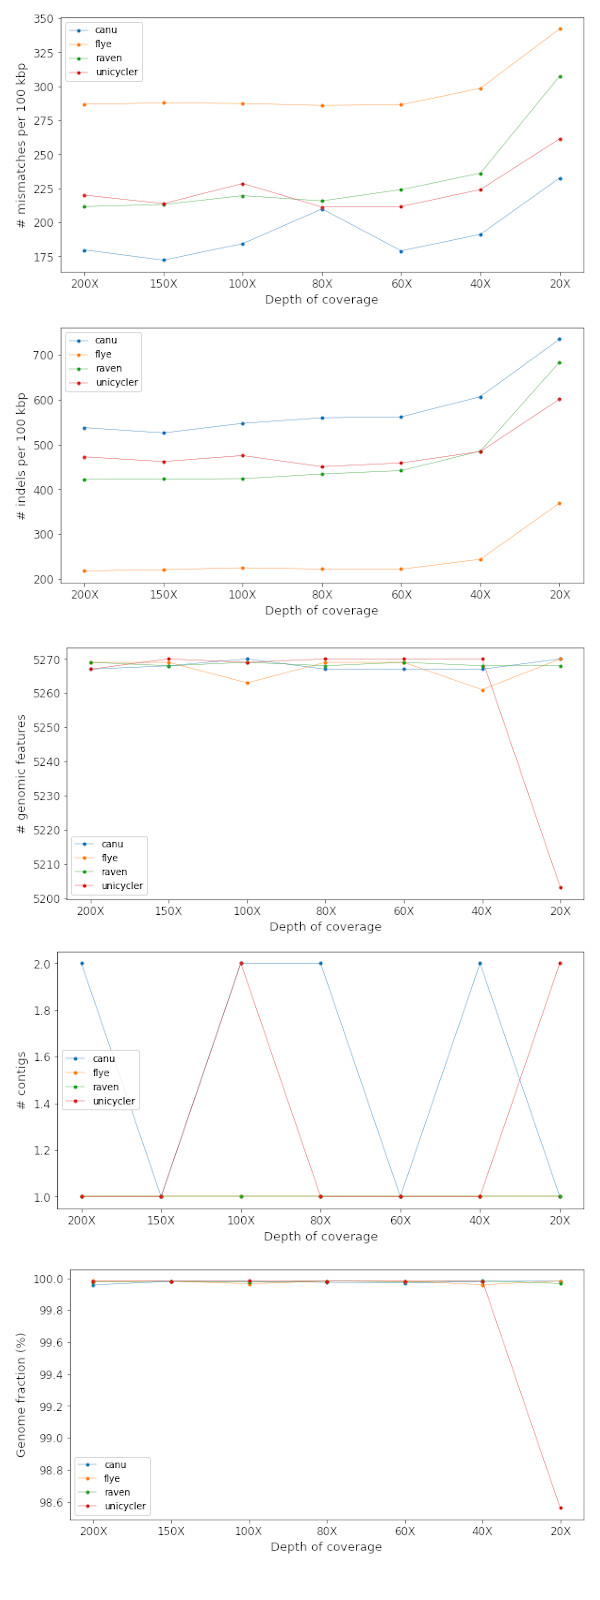 350
325
300
275
250
225
200
175
# mismatches per 100 kbp
canu
flye
raven
unicycler
200X 150X 100X 80X 60X 40X 20X
Depth of coverage
700
600
500
400
300
200
# indels per 100 kbp
canu
flye
raven
unicycler
200X 150X 100X 80X 60X 40X 20X
Depth of coverage
5270
5260
5250
5240
5230
5220
5210
5200
# genomic features
canu
flye
raven
unicycler
200X 150X 100X 80X 60X 40X 20X
Depth of coverage
2.0
1.8
1.6
1.4
1.2
1.0
# contigs
canu
flye
raven
unicycler
200X 150X 100X 80X 60X 40X 20X
Depth of coverage
100.0
99.8
99.6
99.4
99.2
99.0
98.8
98.6
Genome fraction (%)
canu
flye
raven
unicycler
200X 150X 100X 80X 60X 40X 20X
Depth of coverage